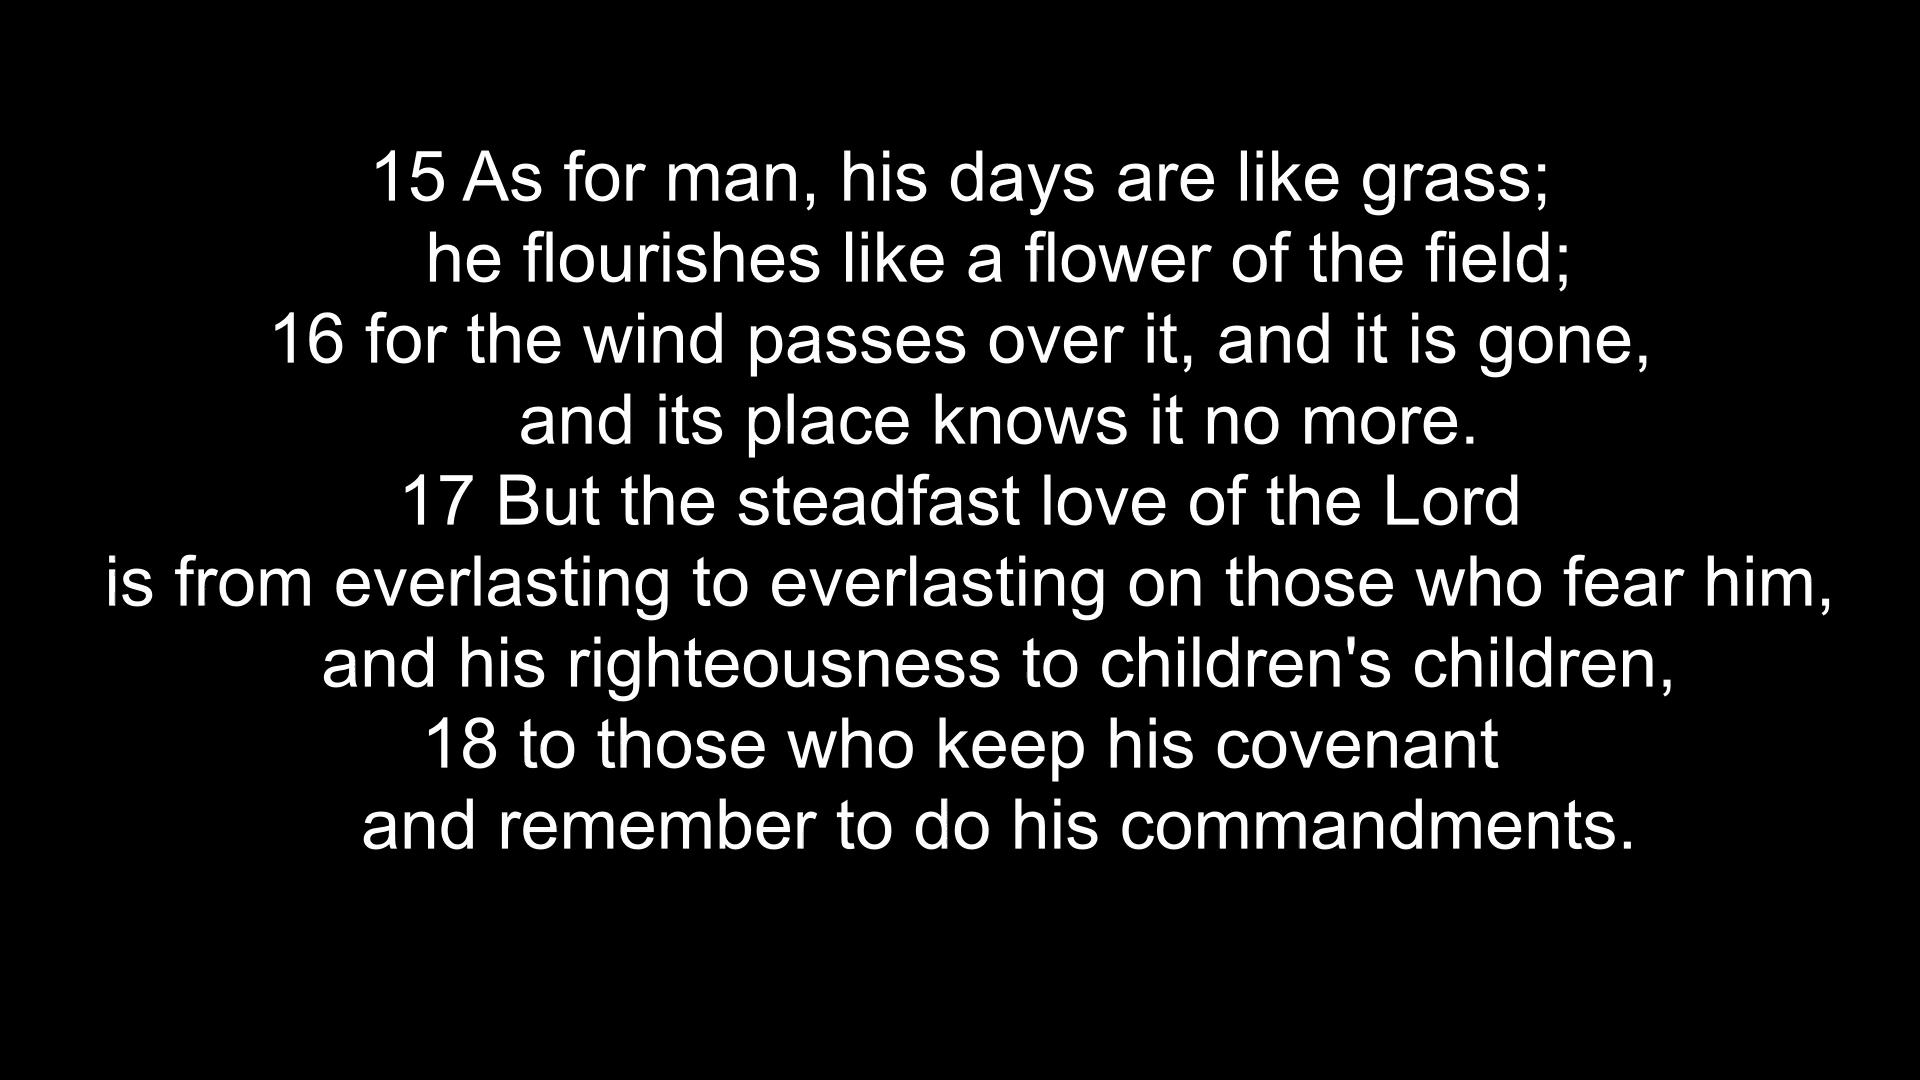 15 As for man, his days are like grass;
he flourishes like a flower of the field;
16 for the wind passes over it, and it is gone,
and its place knows it no more.
17 But the steadfast love of the Lord
is from everlasting to everlasting on those who fear him,
and his righteousness to children's children,
18 to those who keep his covenant
and remember to do his commandments.